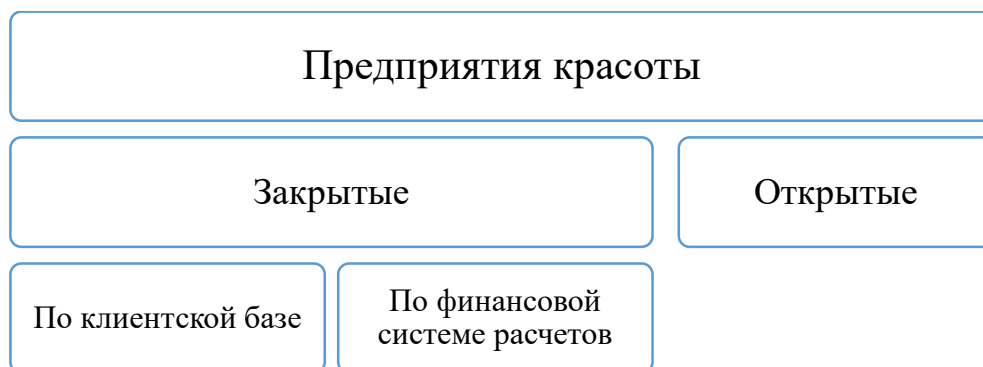 Предприятия красоты
Закрытые
Открытые
По клиентской базе
По финансовой
системе расчетов